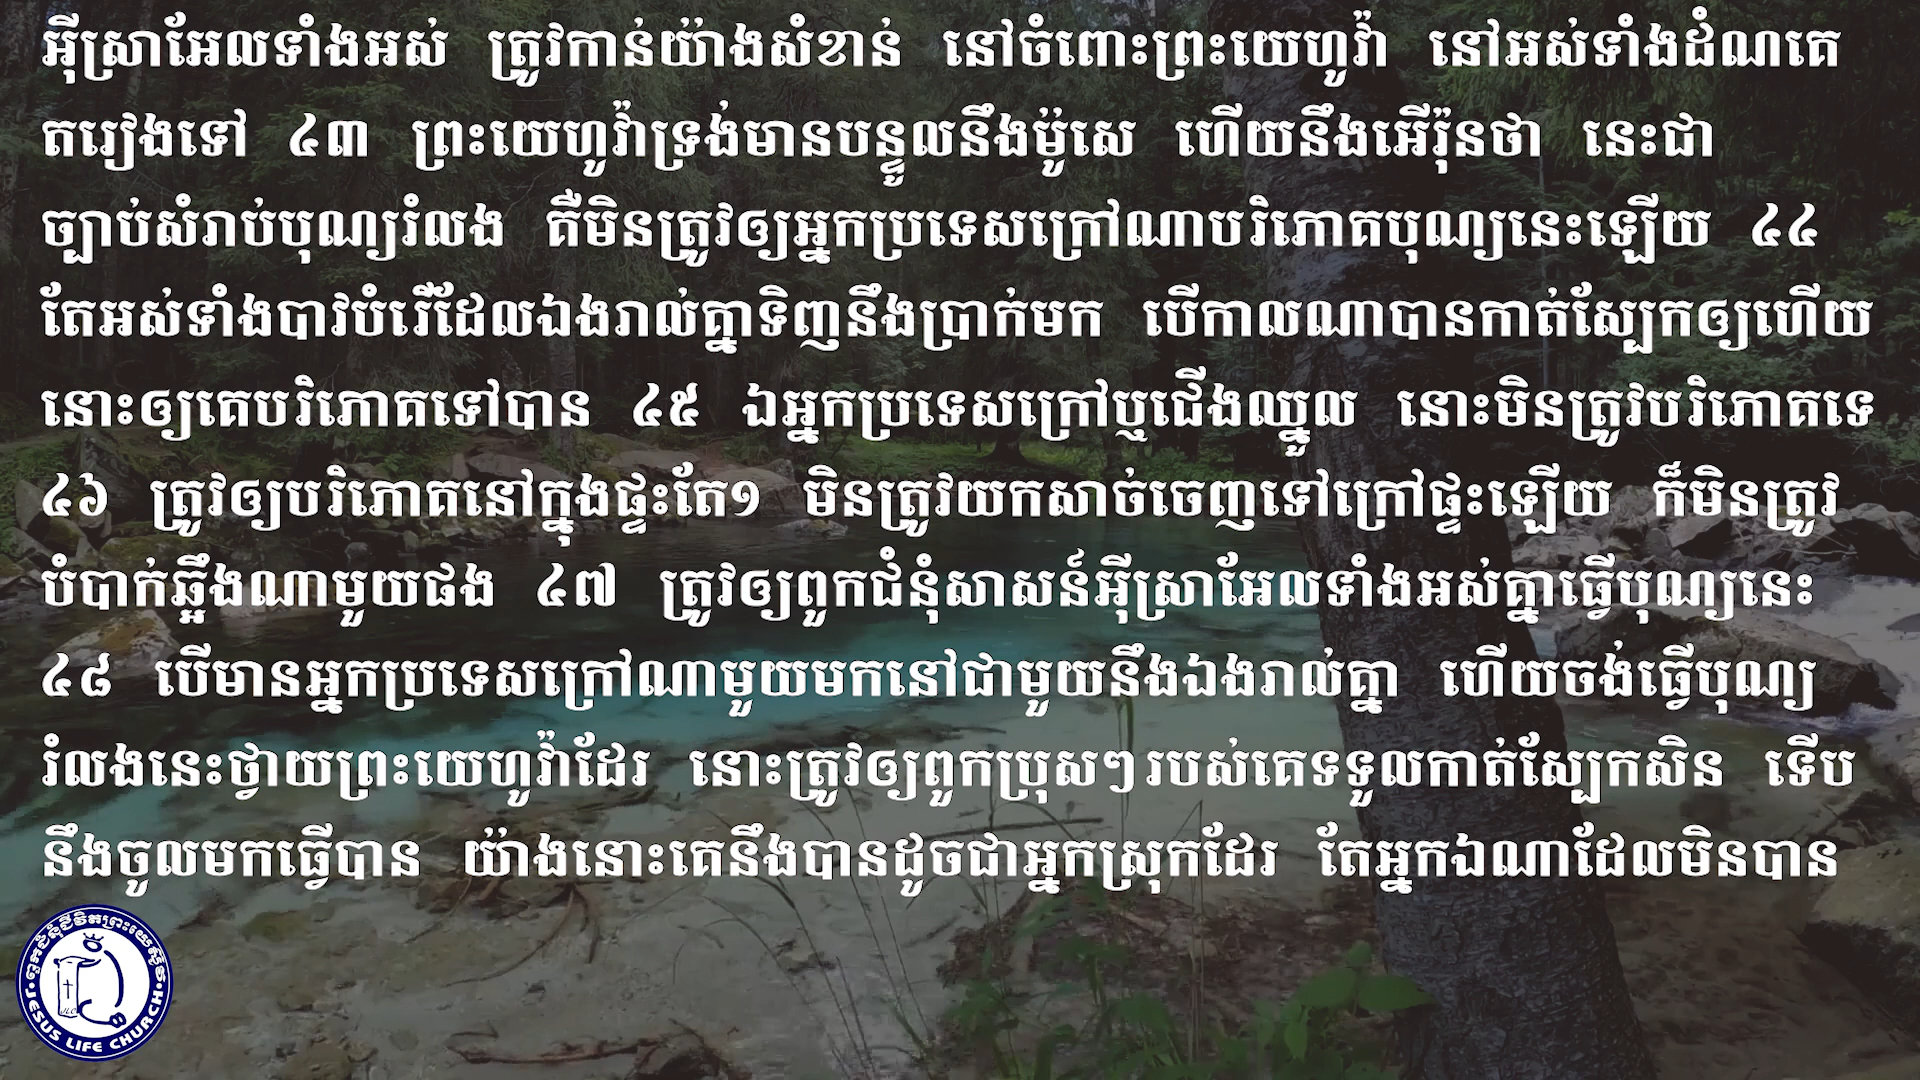 អ៊ីស្រាអែលទាំងអស់ ត្រូវកាន់យ៉ាងសំខាន់ នៅចំពោះព្រះយេហូវ៉ា នៅអស់ទាំងដំណគេ
តរៀងទៅ ៤៣ ព្រះយេហូវ៉ាទ្រង់មានបន្ទូលនឹងម៉ូសេ ហើយនឹងអើរ៉ុនថា នេះជា
ច្បាប់សំរាប់បុណ្យរំលង គឺមិនត្រូវឲ្យអ្នកប្រទេសក្រៅណាបរិភោគបុណ្យនេះឡើយ ៤៤
តែអស់ទាំងបាវបំរើដែលឯងរាល់គ្នាទិញនឹងប្រាក់មក បើកាលណាបានកាត់ស្បែកឲ្យហើយ
នោះឲ្យគេបរិភោគទៅបាន ៤៥ ឯអ្នកប្រទេសក្រៅឬជើងឈ្នួល នោះមិនត្រូវបរិភោគទេ
៤៦ ត្រូវឲ្យបរិភោគនៅក្នុងផ្ទះតែ១ មិនត្រូវយកសាច់ចេញទៅក្រៅផ្ទះឡើយ ក៏មិនត្រូវ
បំបាក់ឆ្អឹងណាមួយផង ៤៧ ត្រូវឲ្យពួកជំនុំសាសន៍អ៊ីស្រាអែលទាំងអស់គ្នាធ្វើបុណ្យនេះ
៤៨ បើមានអ្នកប្រទេសក្រៅណាមួយមកនៅជាមួយនឹងឯងរាល់គ្នា ហើយចង់ធ្វើបុណ្យ
រំលងនេះថ្វាយព្រះយេហូវ៉ាដែរ នោះត្រូវឲ្យពួកប្រុសៗរបស់គេទទួលកាត់ស្បែកសិន ទើប
នឹងចូលមកធ្វើបាន យ៉ាងនោះគេនឹងបានដូចជាអ្នកស្រុកដែរ តែអ្នកឯណាដែលមិនបាន
ពួកជំនុំជីវិតព្រះយេស៊ូវ
JESUS LIFE CHURCH
JLC